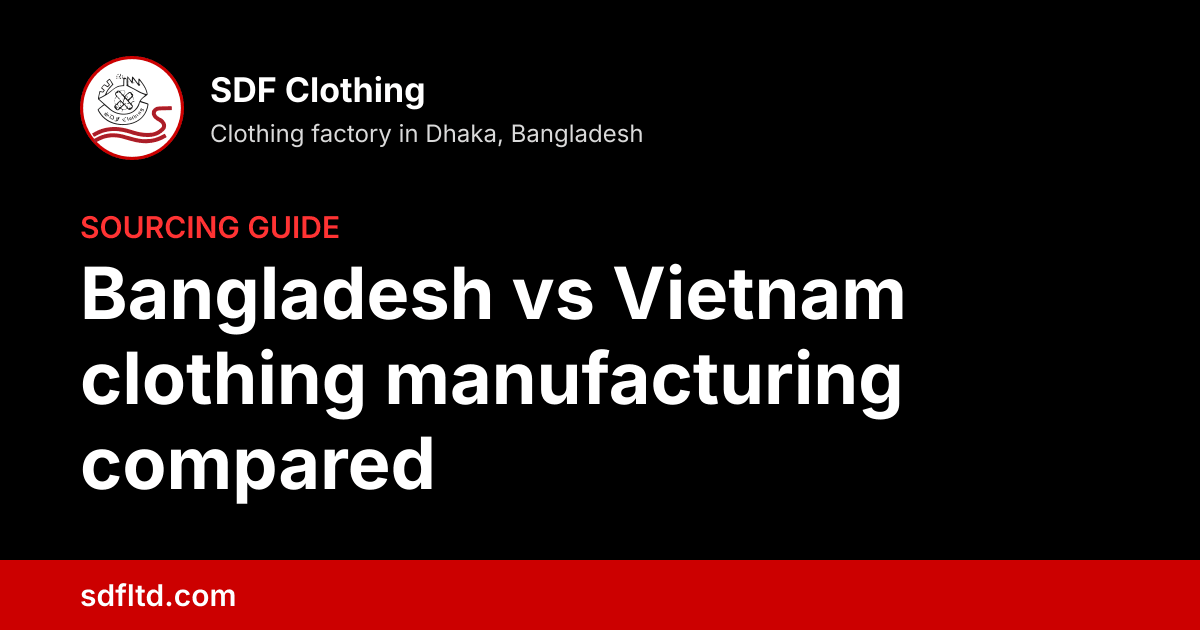 SDF Clothing
Clothing factory in Dhaka, Bangladesh
SOURCING GUIDE
Bangladesh vs Vietnam
clothing manufacturing
compared
sdfltd.com